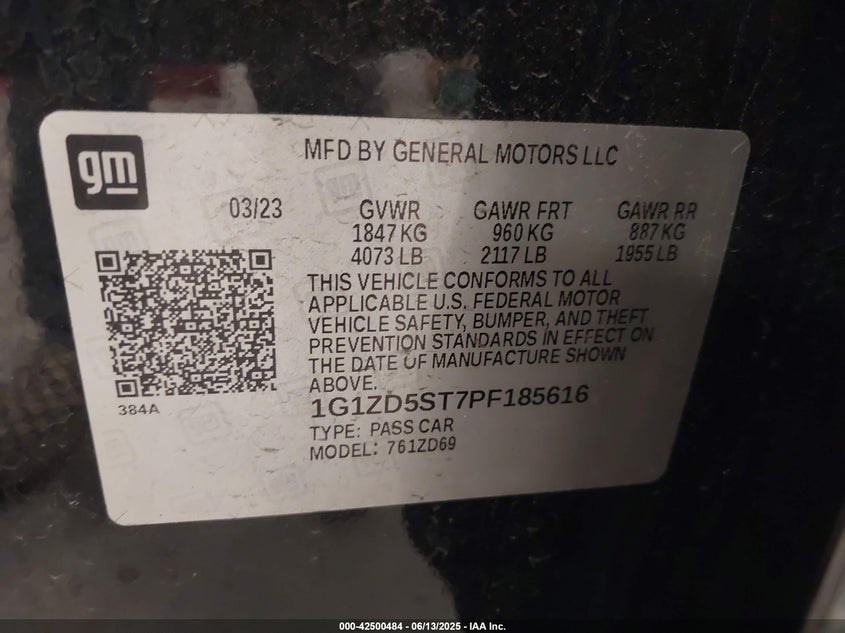 gm
MFD BY GENERAL MOTORS LLC
03/23 GVWR GAWR FRT GAWR RR
1847 KG 960 KG 887 KG
4073 LB 2117 LB 1955 LB
THIS VEHICLE CONFORMS TO ALL
APPLICABLE U.S. FEDERAL MOTOR
VEHICLE SAFETY, BUMPER, AND THEFT
PREVENTION STANDARDS IN EFFECT ON
THE DATE OF MANUFACTURE SHOWN
ABOVE.
384A
1G1ZD5ST7PF185616
TYPE: PASS CAR
MODEL: 761ZD69
000-42500484 - 06/13/2025 - IAA Inc.